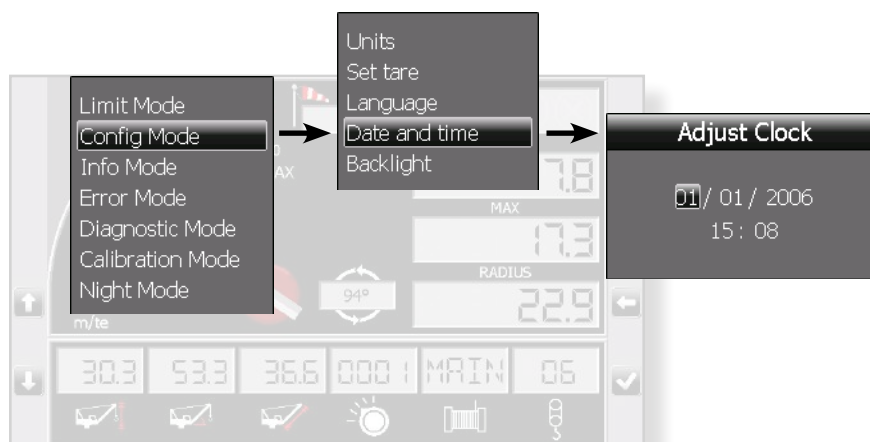 Limit Mode
Config Mode
Info Mode
Error Mode
Diagnostic Mode
Calibration Mode
Night Mode
Units
Set tare
Language
Date and time
Backlight
Adjust Clock
01/ 01 / 2006
15 : 08
7.8
MAX
17.3
RADIUS
22.9
94°
m/te
30.3 53.3 36.6 0001 MAIN 06